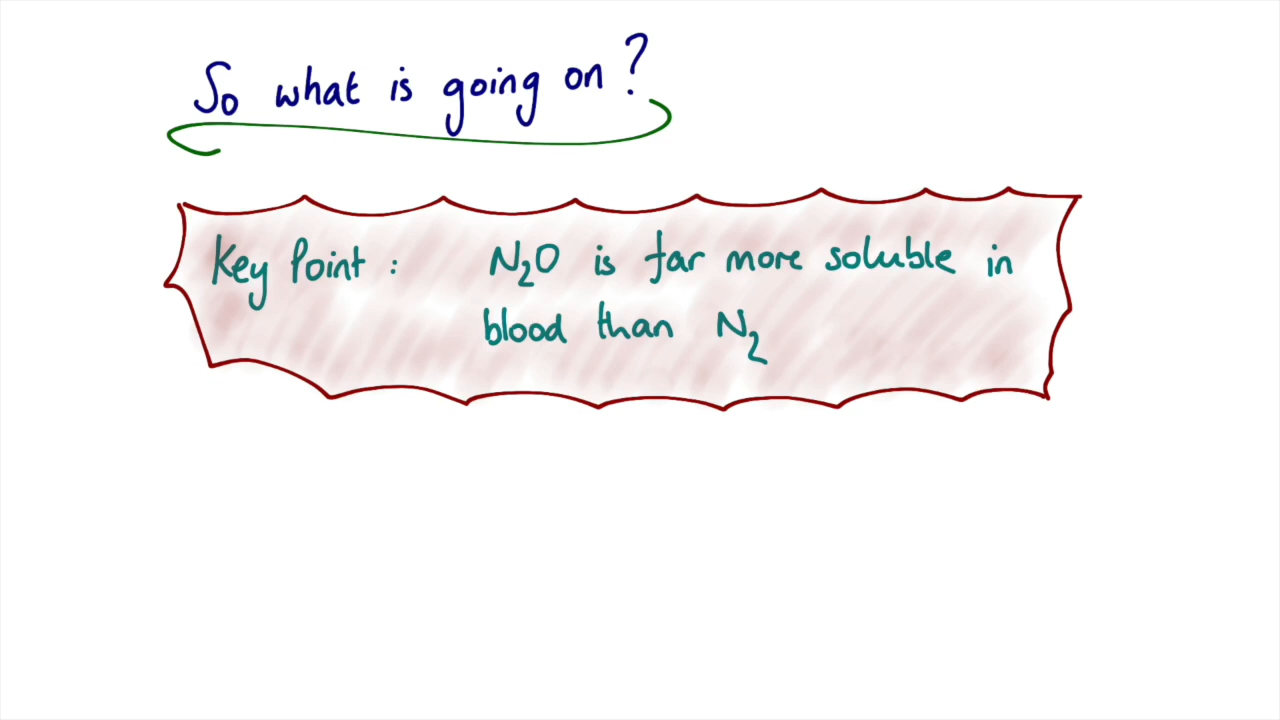 So what is going on?
Key Point : N₂O is far more soluble in
blood than N₂